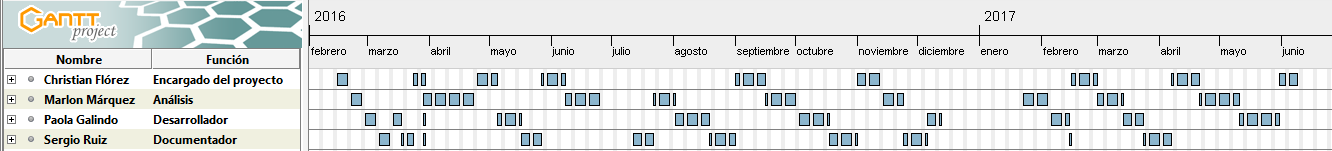 GANTT
project
2016 2017
febrero marzo abril mayo junio julio agosto septiembre octubre noviembre diciembre enero febrero marzo abril mayo junio
Nombre Función
Christian Flórez Encargado del proyecto
Marlon Márquez Análisis
Paola Galindo Desarrollador
Sergio Ruiz Documentador